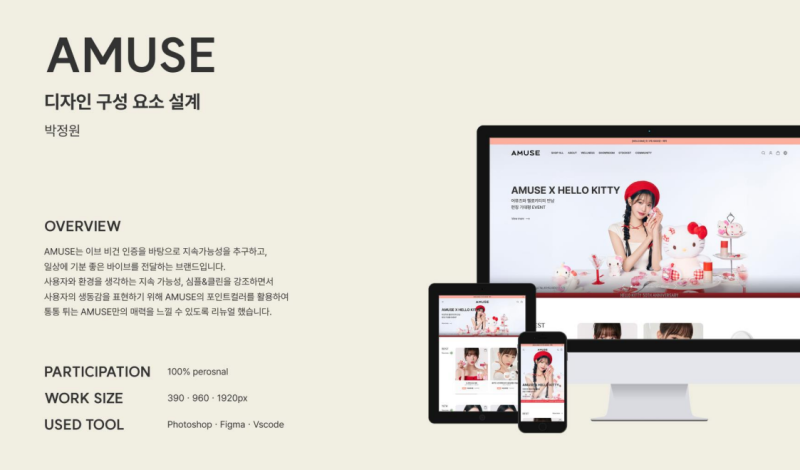 AMUSE
디자인 구성 요소 설계
박정원
OVERVIEW
AMUSE는 이브 비건 인증을 바탕으로 지속가능성을 추구하고,
일상에 기분 좋은 바이브를 전달하는 브랜드입니다.
사용자와 환경을 생각하는 지속 가능성, 심플&클린을 강조하면서
사용자의 생동감을 표현하기 위해 AMUSE의 포인트컬러를 활용하여
통통 튀는 AMUSE만의 매력을 느낄 수 있도록 리뉴얼 했습니다.
PARTICIPATION 100% perosnal
WORK SIZE 390 · 960 · 1920px
USED TOOL Photoshop · Figma · Vscode
AMUSE
AMUSE X HELLO KITTY
AMUSE X HELLO KITTY
AMUSE X HELLO KITTY